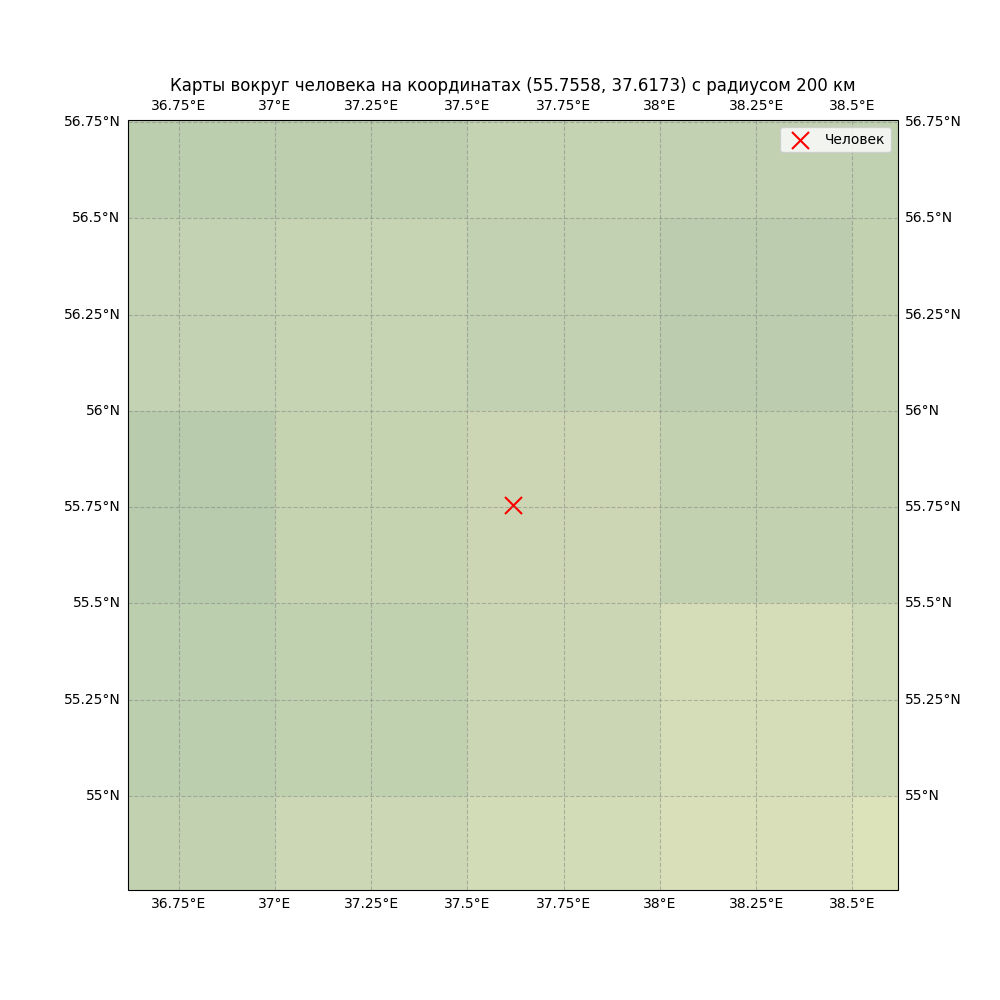 Карты вокруг человека на координатах (55.7558, 37.6173) с радиусом 200 км
36.75°E 37°E 37.25°E 37.5°E 37.75°E 38°E 38.25°E 38.5°E
56.75°N 56.75°N
Человек
56.5°N 56.5°N
56.25°N 56.25°N
56°N 56°N
55.75°N 55.75°N
55.5°N 55.5°N
55.25°N 55.25°N
55°N 55°N
36.75°E 37°E 37.25°E 37.5°E 37.75°E 38°E 38.25°E 38.5°E